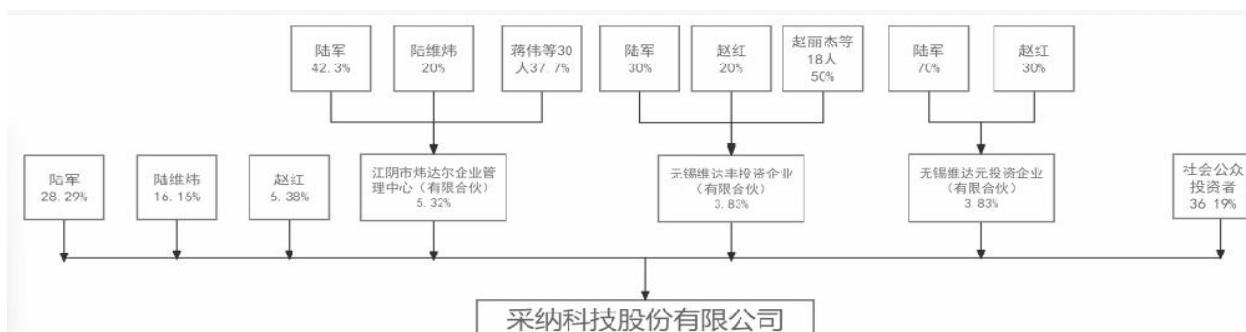 陆军
42.3%
陆维炜
20%
蒋伟等30
人37.7%
陆军
30%
赵红
20%
赵丽杰等
18人
50%
陆军
70%
赵红
30%
陆军
28.29%
陆维炜
16.16%
赵红
6.38%
江阴市炜达尔企业管
理中心（有限合伙）
5.32%
无锡维达丰投资企业
（有限合伙）
3.83%
无锡维达元投资企业
（有限合伙）
3.83%
社会公众
投资者
36.19%
采纳科技股份有限公司